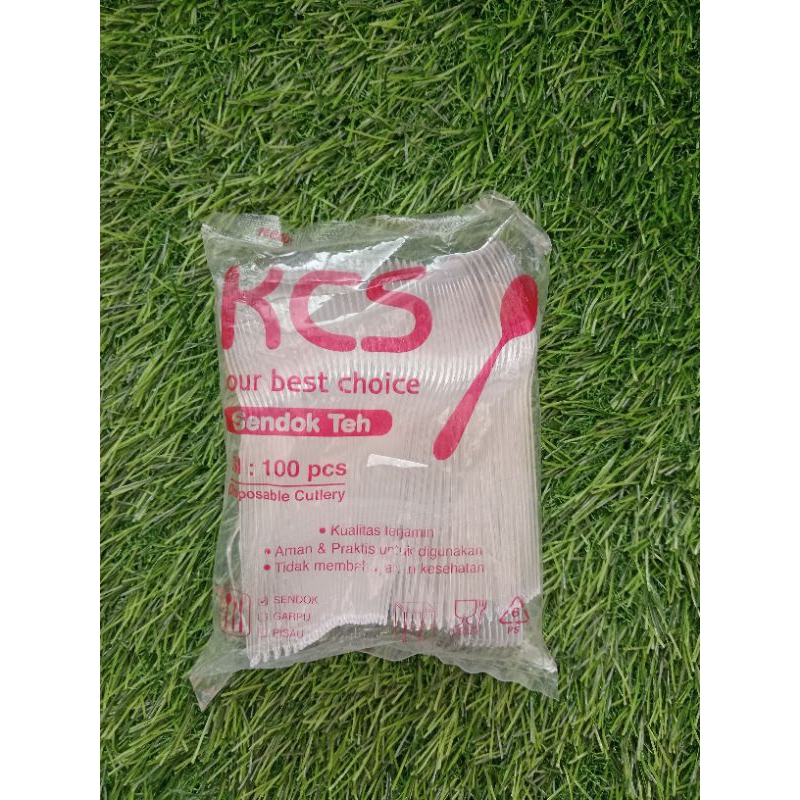 KCS
our best choice
Sendok Teh
: 100 pcs
Disposable Cutlery
• Kualitas terjamin
• Aman & Praktis untuk digunakan
• Tidak kesehatan
SENDOK
GARPU
PISAU
6
PS